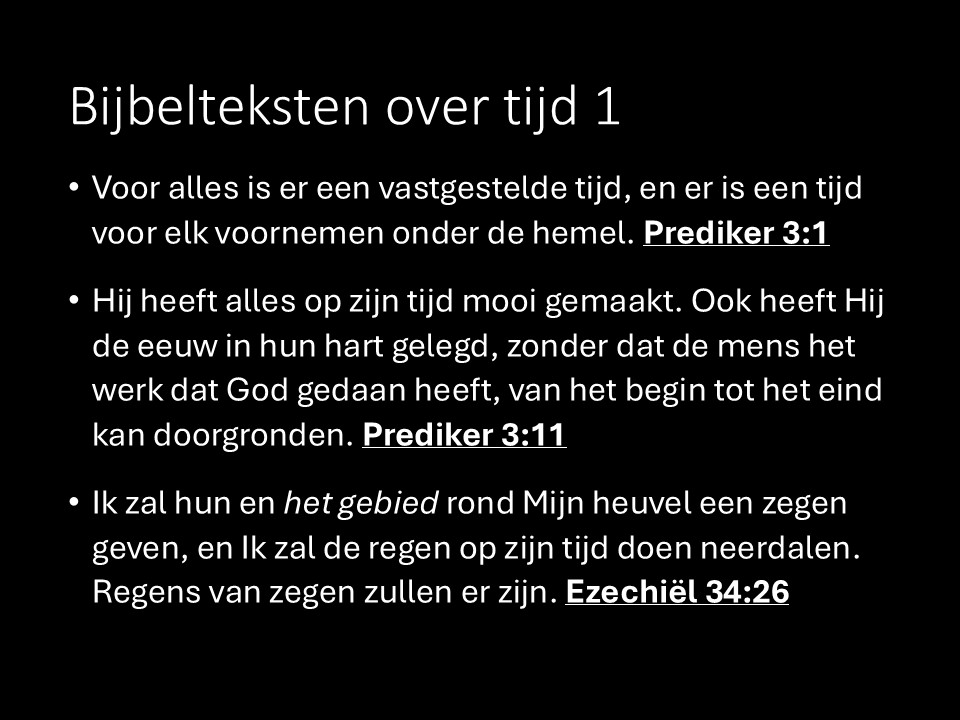 Bijbelteksten over tijd 1
• Voor alles is er een vastgestelde tijd, en er is een tijd
voor elk voornemen onder de hemel. Prediker 3:1
• Hij heeft alles op zijn tijd mooi gemaakt. Ook heeft Hij
de eeuw in hun hart gelegd, zonder dat de mens het
werk dat God gedaan heeft, van het begin tot het eind
kan doorgronden. Prediker 3:11
• Ik zal hun en het gebied rond Mijn heuvel een zegen
geven, en Ik zal de regen op zijn tijd doen neerdalen.
Regens van zegen zullen er zijn. Ezechiël 34:26